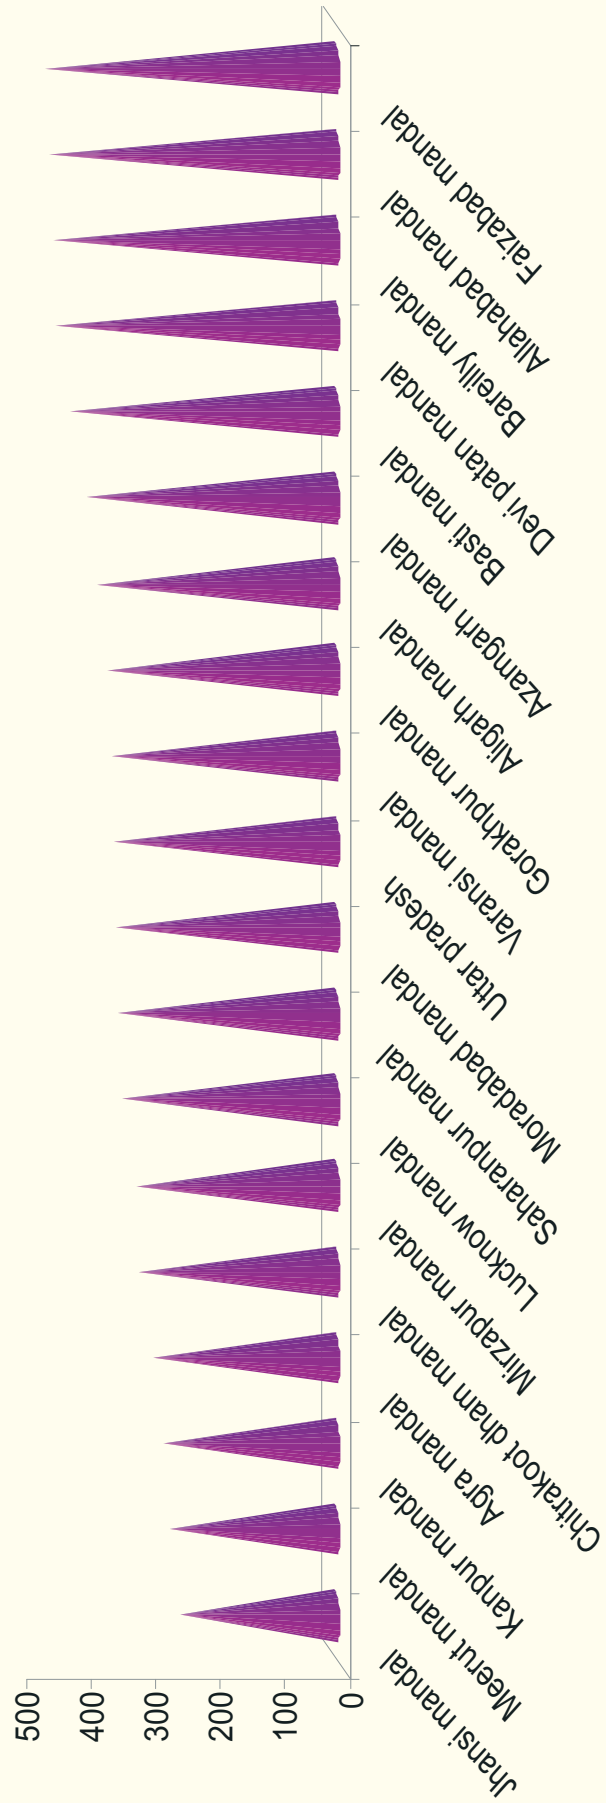 500
400
300
200
100
0
Jhansi mandal
Meerut mandal
Kanpur mandal
Agra mandal
Chitrakoot dham mandal
Mirzapur mandal
Lucknow mandal
Saharanpur mandal
Moradabad mandal
Uttar pradesh
Varansi mandal
Gorakhpur mandal
Aligarh mandal
Azamgarh mandal
Basti mandal
Devi patan mandal
Bareilly mandal
Allahabad mandal
Faizabad mandal